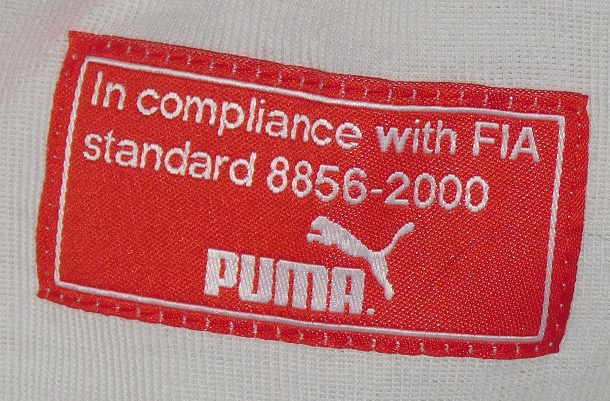 In compliance with FIA
standard 8856-2000
PUMA.